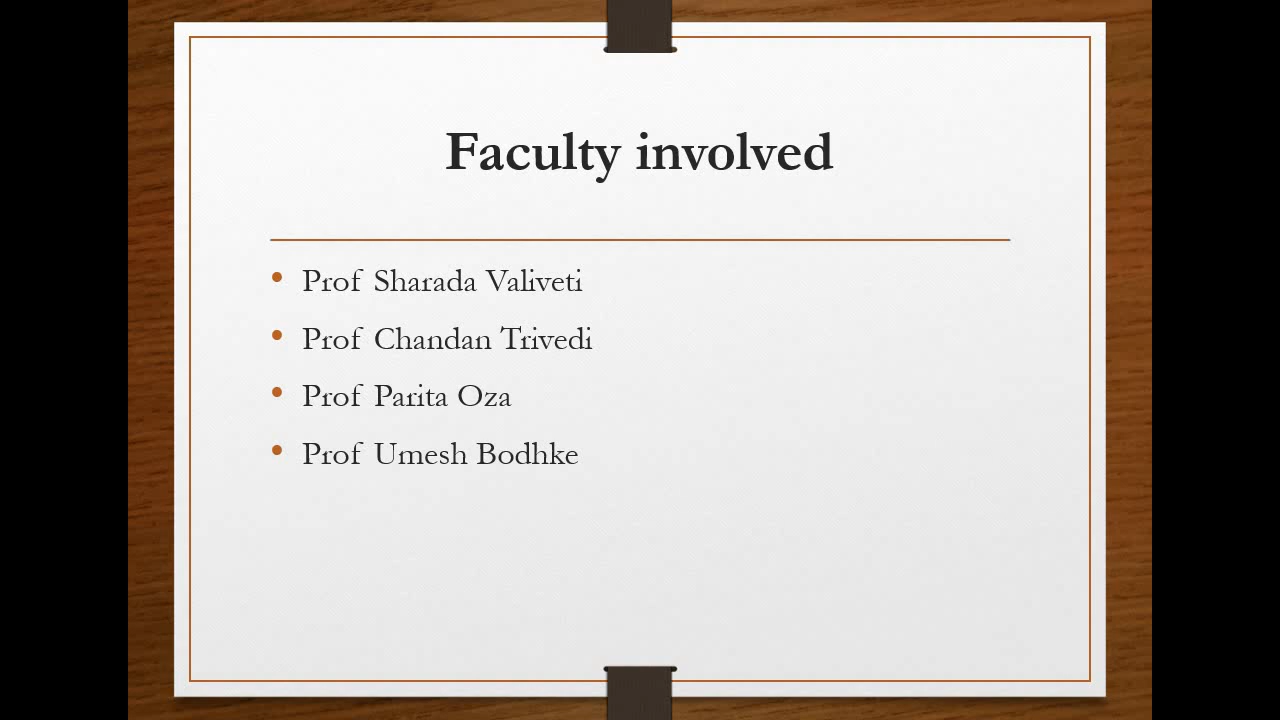 Faculty involved
• Prof Sharada Valiveti
• Prof Chandan Trivedi
• Prof Parita Oza
• Prof Umesh Bodhke